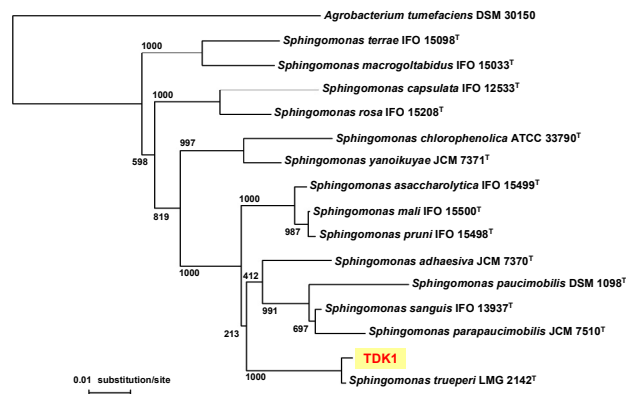 Agrobacterium tumefaciens DSM 30150
Sphingomonas terrae IFO 15098ᵀ
1000
Sphingomonas macrogoltabidus IFO 15033ᵀ
Sphingomonas capsulata IFO 12533ᵀ
1000
Sphingomonas rosa IFO 15208ᵀ
Sphingomonas chlorophenolica ATCC 33790ᵀ
997
598
Sphingomonas yanoikuyae JCM 7371ᵀ
Sphingomonas asaccharolytica IFO 15499ᵀ
1000
Sphingomonas mali IFO 15500ᵀ
819
987
Sphingomonas pruni IFO 15498ᵀ
Sphingomonas adhaesiva JCM 7370ᵀ
1000
412
Sphingomonas paucimobilis DSM 1098ᵀ
991
Sphingomonas sanguis IFO 13937ᵀ
697
213
Sphingomonas parapaucimobilis JCM 7510ᵀ
TDK1
1000
Sphingomonas trueperi LMG 2142ᵀ
0.01 substitution/site